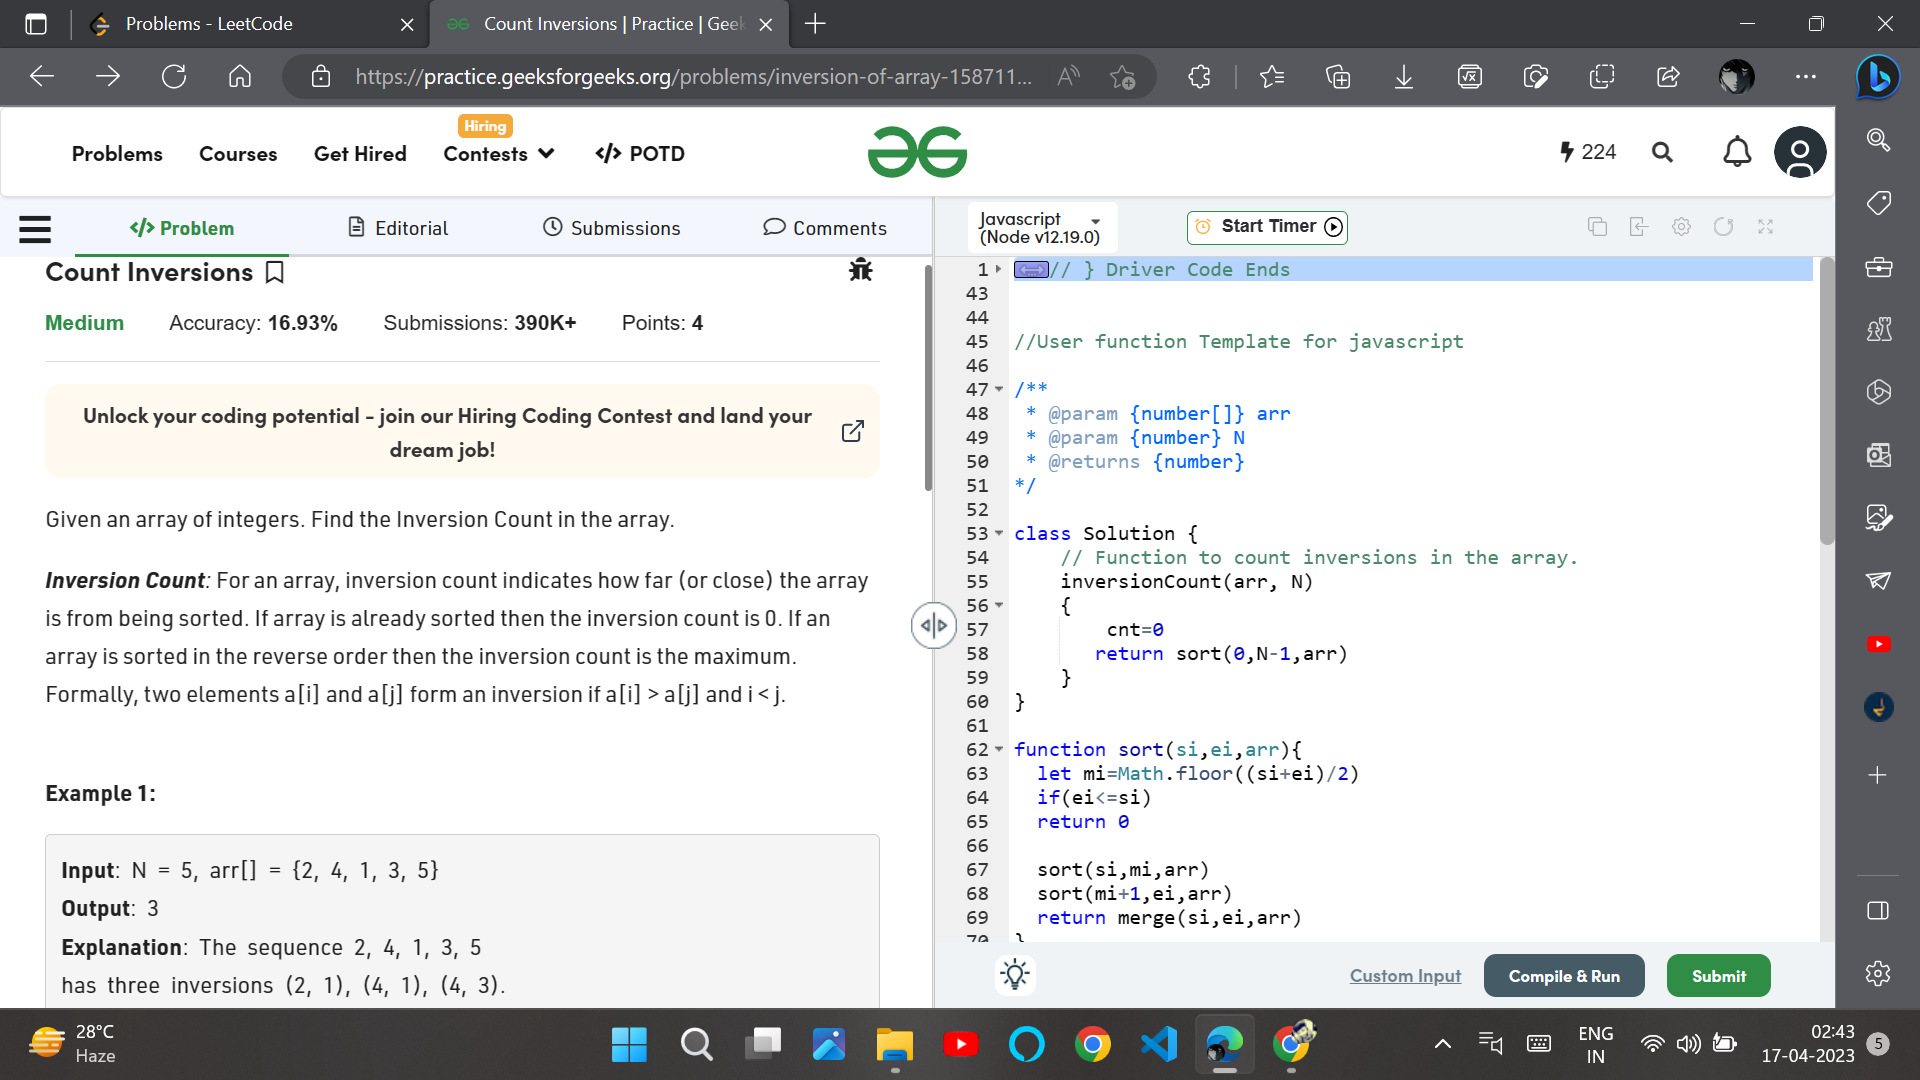 Problems - LeetCode
Count Inversions | Practice | Geek
https://practice.geeksforgeeks.org/problems/inversion-of-array-158711...
Hiring
Problems
Courses
Get Hired
Contests
</> POTD
224
</> Problem
Editorial
Submissions
Comments
Javascript
(Node v12.19.0)
Start Timer
Count Inversions
Medium
Accuracy: 16.93%
Submissions: 390K+
Points: 4
Unlock your coding potential - join our Hiring Coding Contest and land your
dream job!
Given an array of integers. Find the Inversion Count in the array.
Inversion Count: For an array, inversion count indicates how far (or close) the array
is from being sorted. If array is already sorted then the inversion count is 0. If an
array is sorted in the reverse order then the inversion count is the maximum.
Formally, two elements a[i] and a[j] form an inversion if a[i] > a[j] and i < j.
Example 1:
Input: N = 5, arr[] = {2, 4, 1, 3, 5}
Output: 3
Explanation: The sequence 2, 4, 1, 3, 5
has three inversions (2, 1), (4, 1), (4, 3).
1 // } Driver Code Ends
43
44
45 //User function Template for javascript
46
47 /**
48 * @param {number[]} arr
49 * @param {number} N
50 * @returns {number}
51 */
52
53 class Solution {
54 // Function to count inversions in the array.
55 inversionCount(arr, N)
56 {
57 cnt=0
58 return sort(0,N-1,arr)
59 }
60 }
61
62 function sort(si,ei,arr){
63 let mi=Math.floor((si+ei)/2)
64 if(ei<=si)
65 return 0
66
67 sort(si,mi,arr)
68 sort(mi+1,ei,arr)
69 return merge(si,ei,arr)
70 }
Custom Input
Compile & Run
Submit
28°C
Haze
ENG
IN
02:43
17-04-2023
5